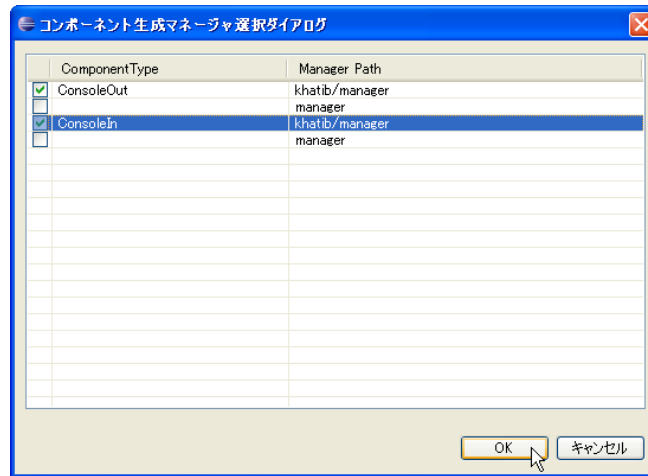 コンポーネント生成マネージャ選択ダイアログ
ComponentType Manager Path
ConsoleOut khatib/manager
manager
ConsoleIn khatib/manager
manager
OK キャンセル